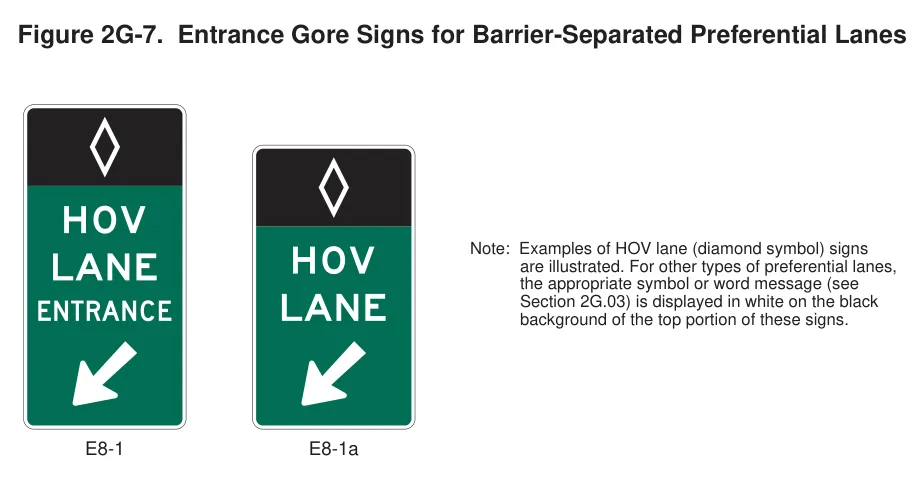 Figure 2G-7.  Entrance Gore Signs for Barrier-Separated Preferential Lanes
HOV
LANE
ENTRANCE
E8-1
HOV
LANE
E8-1a
Note:  Examples of HOV lane (diamond symbol) signs
are illustrated. For other types of preferential lanes,
the appropriate symbol or word message (see
Section 2G.03) is displayed in white on the black
background of the top portion of these signs.